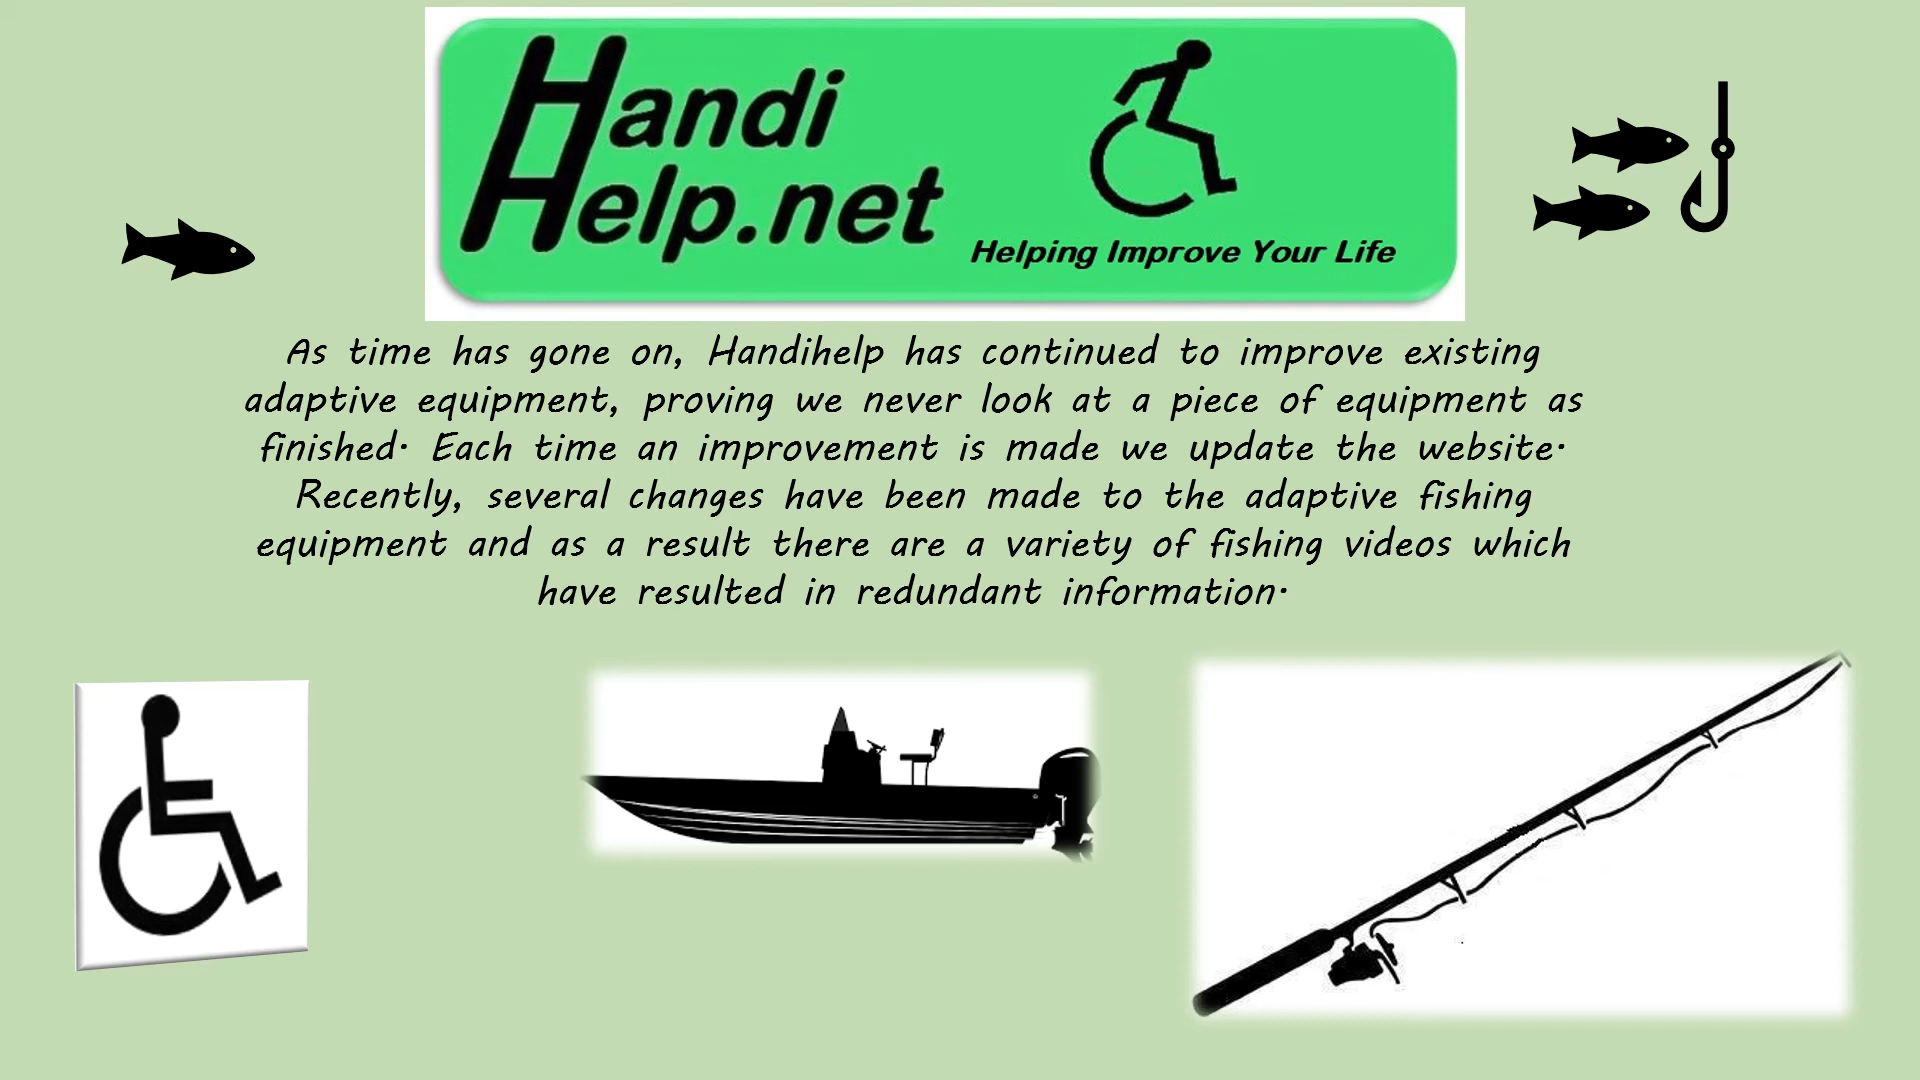 Handi
Help.net
Helping Improve Your Life
As time has gone on, Handihelp has continued to improve existing
adaptive equipment, proving we never look at a piece of equipment as
finished. Each time an improvement is made we update the website.
Recently, several changes have been made to the adaptive fishing
equipment and as a result there are a variety of fishing videos which
have resulted in redundant information.